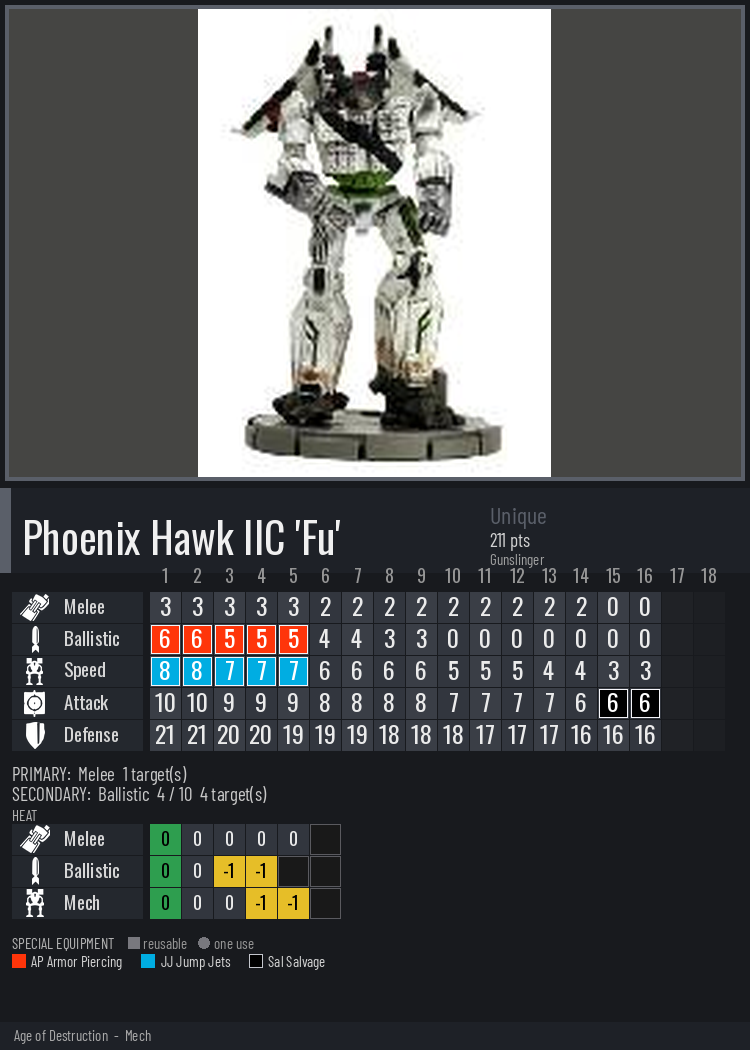 Phoenix Hawk IIC 'Fu'
Unique
211 pts
Gunslinger
1 2 3 4 5 6 7 8 9 10 11 12 13 14 15 16 17 18
Melee 3 3 3 3 3 2 2 2 2 2 2 2 2 2 0 0
Ballistic 6 6 5 5 5 4 4 3 3 0 0 0 0 0 0 0
Speed 8 8 7 7 7 6 6 6 6 5 5 5 4 4 3 3
Attack 10 10 9 9 9 8 8 8 8 7 7 7 7 6 6 6
Defense 21 21 20 20 19 19 19 18 18 18 17 17 17 16 16 16
PRIMARY: Melee 1 target(s)
SECONDARY: Ballistic 4 / 10 4 target(s)
HEAT
Melee 0 0 0 0 0
Ballistic 0 0 -1 -1
Mech 0 0 0 -1 -1
SPECIAL EQUIPMENT reusable one use
AP Armor Piercing JJ Jump Jets Sal Salvage
Age of Destruction - Mech